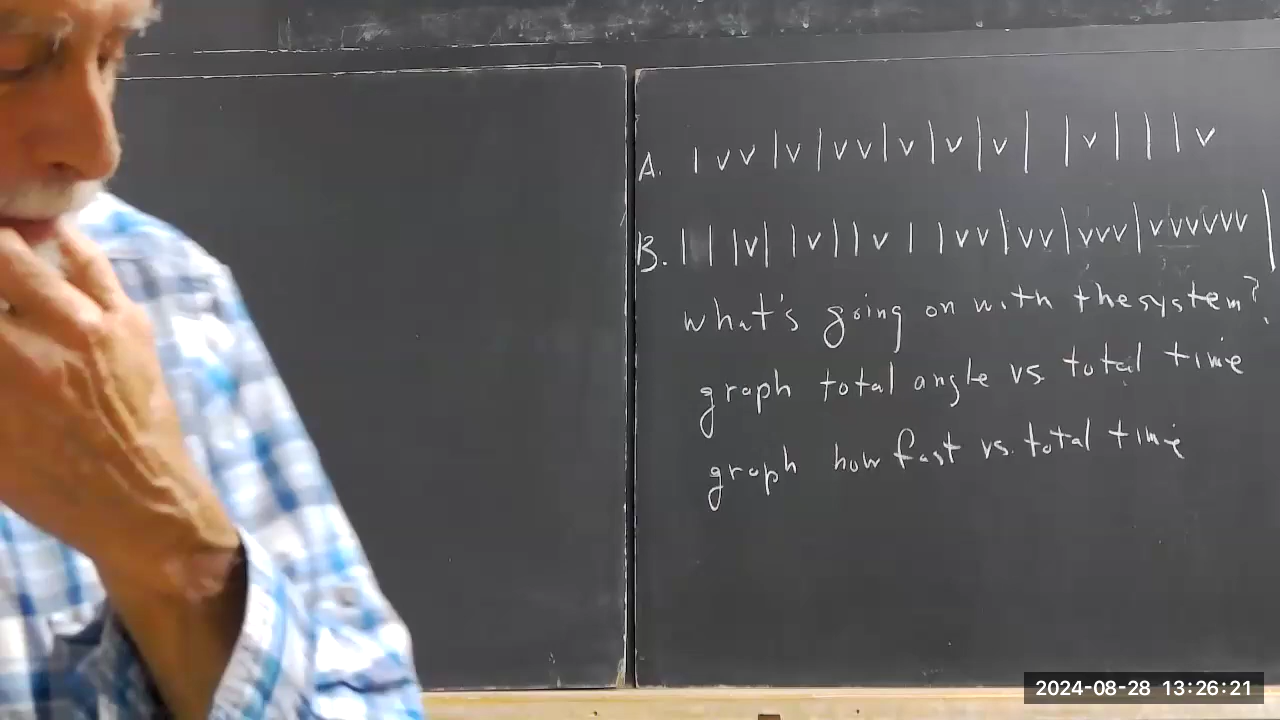 A. | v v | v | v v | v | v | v | | v | | | v
B. | | | v | | v | | v | | v v | v v | v v v | v v v v v v |
what's going on with the system?
graph total angle vs. total time
graph how fast vs. total time
2024-08-28 13:26:21